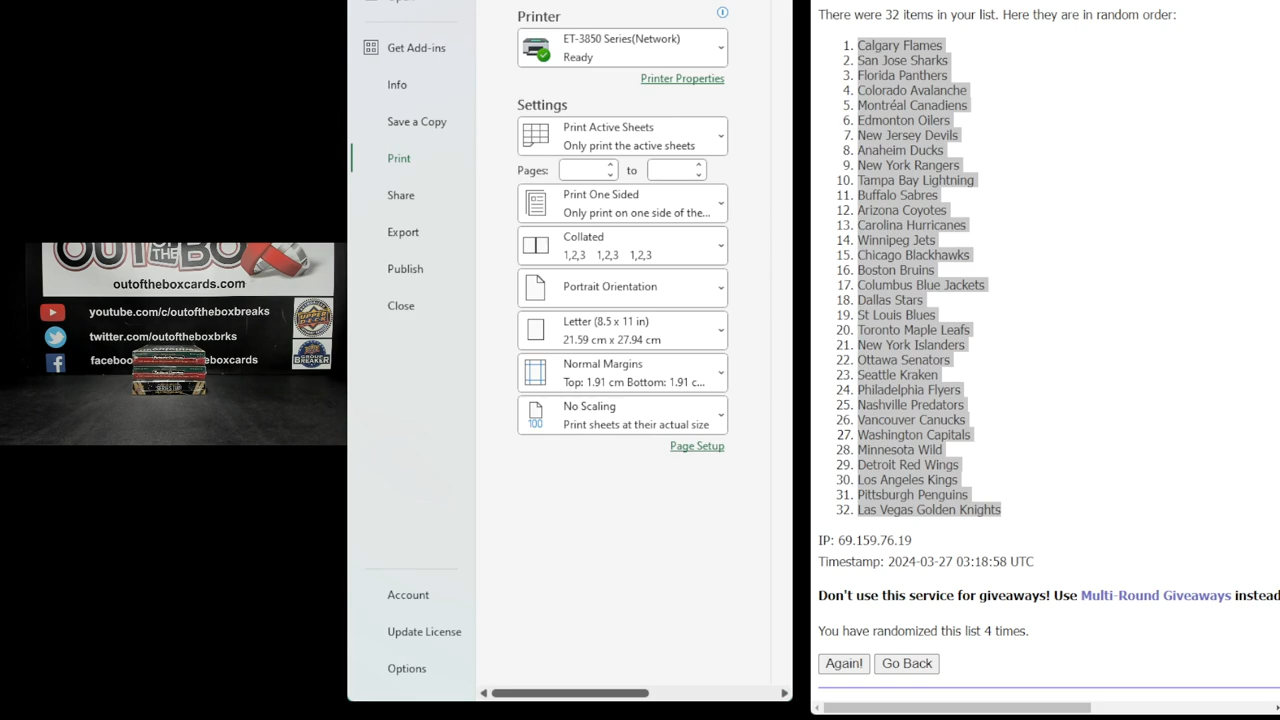 OUT OF THE BOX
outoftheboxcards.com
youtube.com/c/outoftheboxbreaks
twitter.com/outoftheboxbrks
UPPER DECK
GROUP BREAKER
Get Add-ins
Info
Save a Copy
Print
Share
Export
Publish
Close
Account
Update License
Options
Printer
ET-3850 Series(Network)
Ready
Printer Properties
Settings
Print Active Sheets
Only print the active sheets
Pages: to
Print One Sided
Only print on one side of the...
Collated
1,2,3 1,2,3 1,2,3
Portrait Orientation
Letter (8.5 x 11 in)
21.59 cm x 27.94 cm
Normal Margins
Top: 1.91 cm Bottom: 1.91 c...
No Scaling
100
Print sheets at their actual size
Page Setup
There were 32 items in your list. Here they are in random order:
1. Calgary Flames
2. San Jose Sharks
3. Florida Panthers
4. Colorado Avalanche
5. Montréal Canadiens
6. Edmonton Oilers
7. New Jersey Devils
8. Anaheim Ducks
9. New York Rangers
10. Tampa Bay Lightning
11. Buffalo Sabres
12. Arizona Coyotes
13. Carolina Hurricanes
14. Winnipeg Jets
15. Chicago Blackhawks
16. Boston Bruins
17. Columbus Blue Jackets
18. Dallas Stars
19. St Louis Blues
20. Toronto Maple Leafs
21. New York Islanders
22. Ottawa Senators
23. Seattle Kraken
24. Philadelphia Flyers
25. Nashville Predators
26. Vancouver Canucks
27. Washington Capitals
28. Minnesota Wild
29. Detroit Red Wings
30. Los Angeles Kings
31. Pittsburgh Penguins
32. Las Vegas Golden Knights
IP: 69.159.76.19
Timestamp: 2024-03-27 03:18:58 UTC
Don't use this service for giveaways! Use Multi-Round Giveaways instead
You have randomized this list 4 times.
Again! Go Back